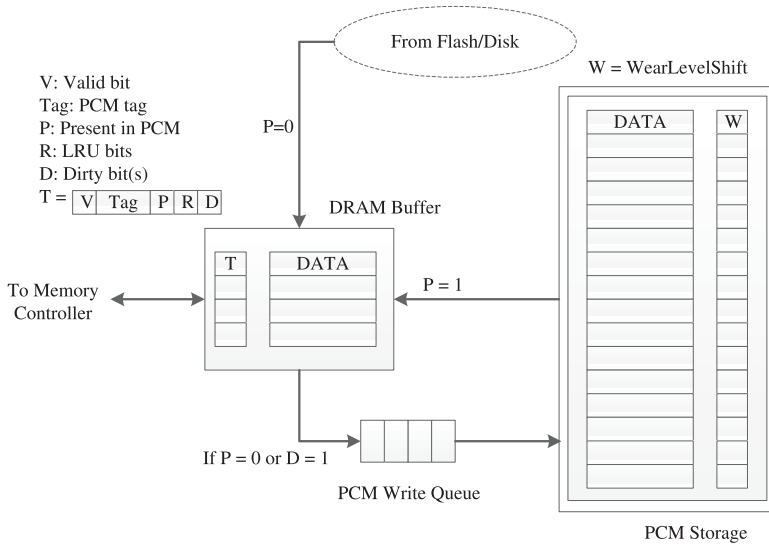 From Flash/Disk
W = WearLevelShift
V: Valid bit
Tag: PCM tag
P: Present in PCM
R: LRU bits
D: Dirty bit(s)
T = V Tag P R D
P=0
DRAM Buffer
DATA W
T DATA
To Memory
Controller
P = 1
If P = 0 or D = 1
PCM Write Queue
PCM Storage